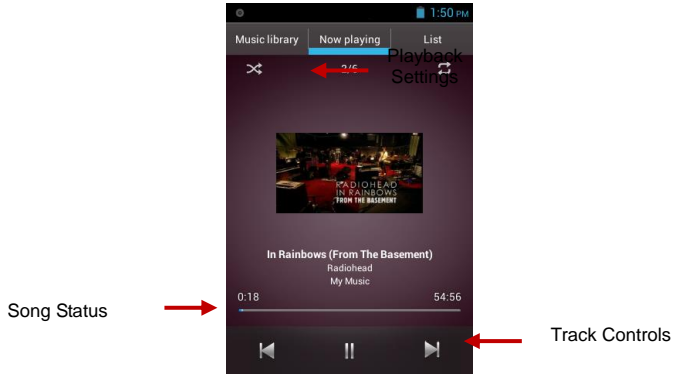 1:50 PM
Music library Now playing List
Playback
2/6
Settings
RADIOHEAD
IN RAINBOWS
FROM THE BASEMENT
In Rainbows (From The Basement)
Radiohead
My Music
0:18 54:56
Song Status
Track Controls